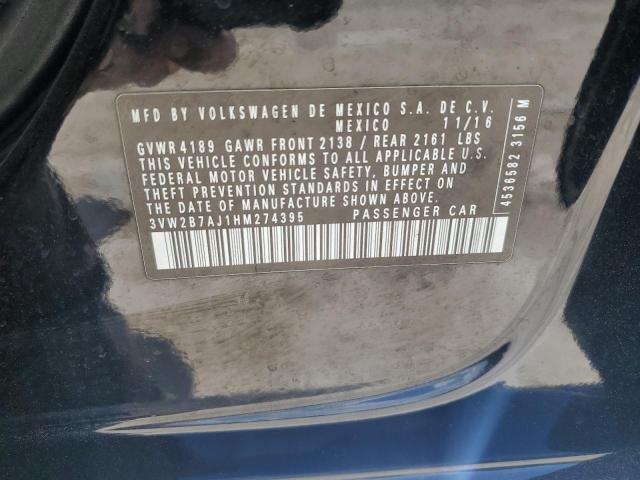 MFD BY VOLKSWAGEN DE MEXICO S.A. DE C.V.
MEXICO 11/16
GVWR 4189 GAWR FRONT 2138 / REAR 2161 LBS
THIS VEHICLE CONFORMS TO ALL APPLICABLE U.S.
FEDERAL MOTOR VEHICLE SAFETY, BUMPER AND
THEFT PREVENTION STANDARDS IN EFFECT ON
THE DATE OF MANUFACTURE SHOWN ABOVE.
3VW2B7AJ1HM274395 PASSENGER CAR
4536582 3156 M